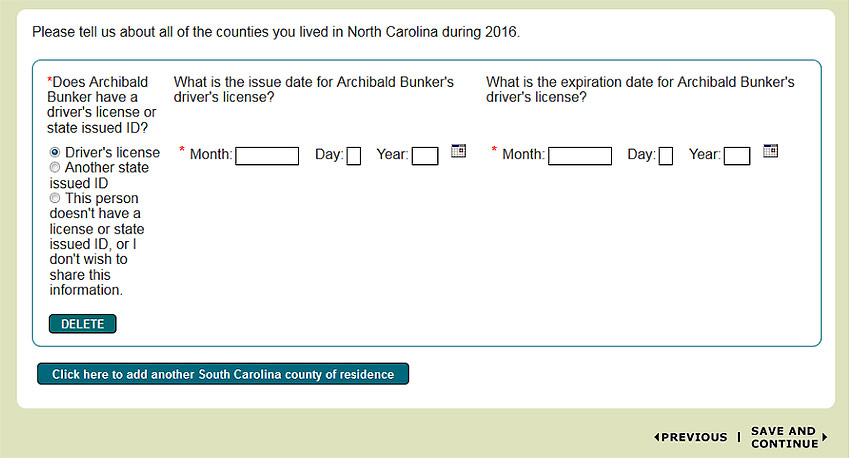 Please tell us about all of the counties you lived in North Carolina during 2016.
*Does Archibald
Bunker have a
driver's license or
state issued ID?
What is the issue date for Archibald Bunker's
driver's license?
What is the expiration date for Archibald Bunker's
driver's license?
Driver's license
Another state
issued ID
This person
doesn't have a
license or state
issued ID, or I
don't wish to
share this
information.
* Month: Day: Year:
* Month: Day: Year:
DELETE
Click here to add another South Carolina county of residence
PREVIOUS | SAVE AND
CONTINUE